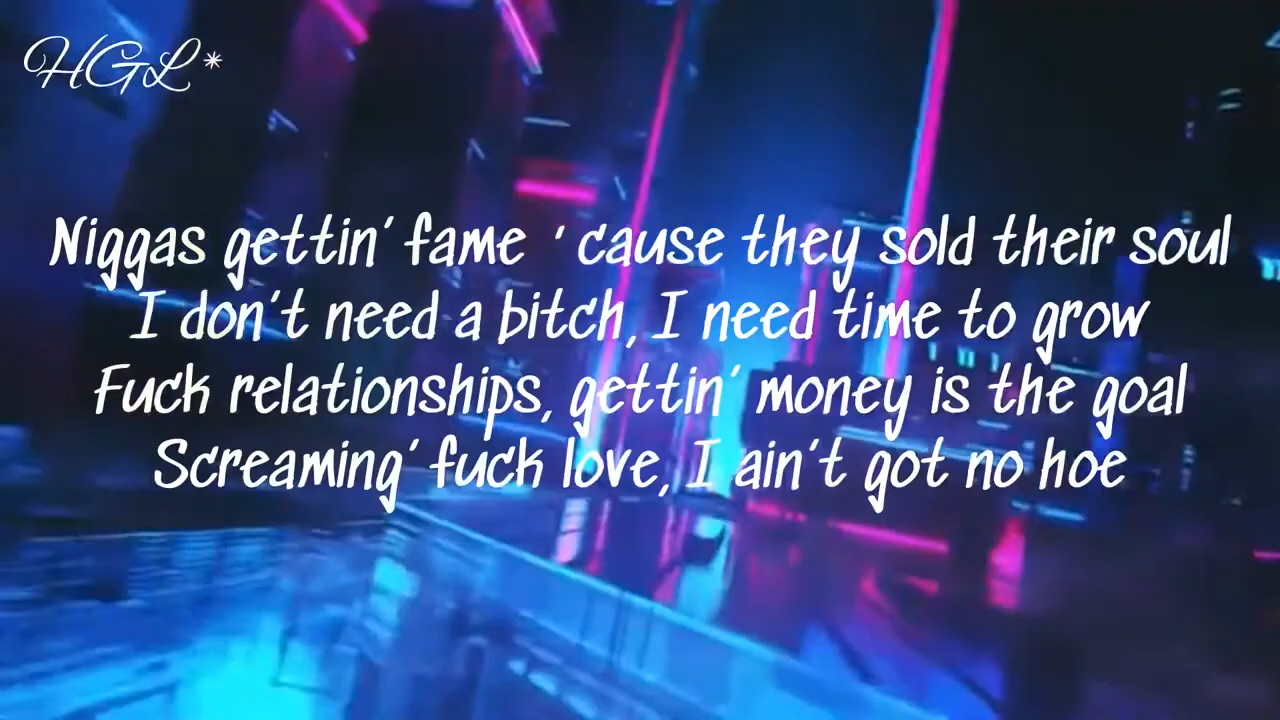 HGL*
Niggas gettin' fame 'cause they sold their soul
I don't need a bitch, I need time to grow
Fuck relationships, gettin' money is the goal
Screaming' fuck love, I ain't got no hoe